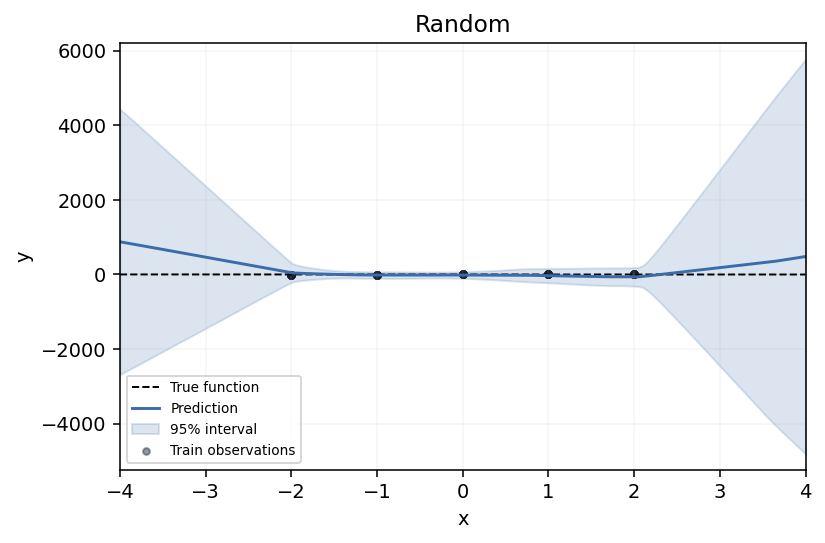 Random
6000
4000
2000
0
−2000
−4000
y
True function
Prediction
95% interval
Train observations
−4 −3 −2 −1 0 1 2 3 4
x